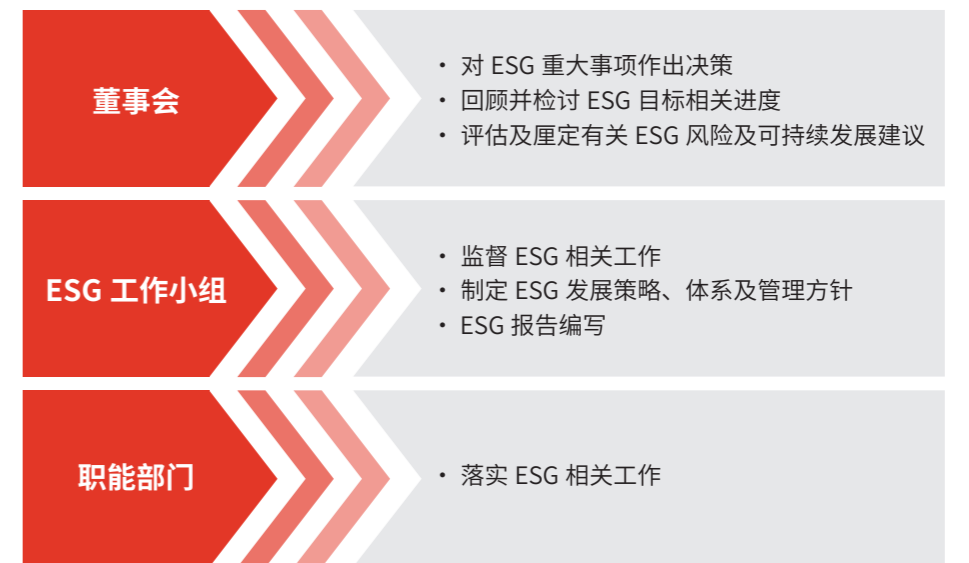 董事会
• 对 ESG 重大事项作出决策
• 回顾并检讨 ESG 目标相关进度
• 评估及厘定有关 ESG 风险及可持续发展建议
ESG 工作小组
• 监督 ESG 相关工作
• 制定 ESG 发展策略、体系及管理方针
• ESG 报告编写
职能部门
• 落实 ESG 相关工作